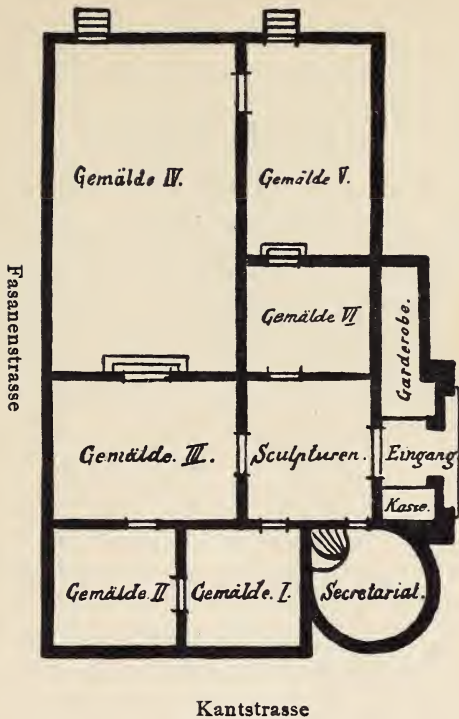 Gemälde IV.
Gemälde V.
Fasanenstrasse
Gemälde VI
Garderobe.
Gemälde. III.
Sculpturen.
Eingang
Kasse.
Gemälde. II
Gemälde. I.
Secretariat.
Kantstrasse